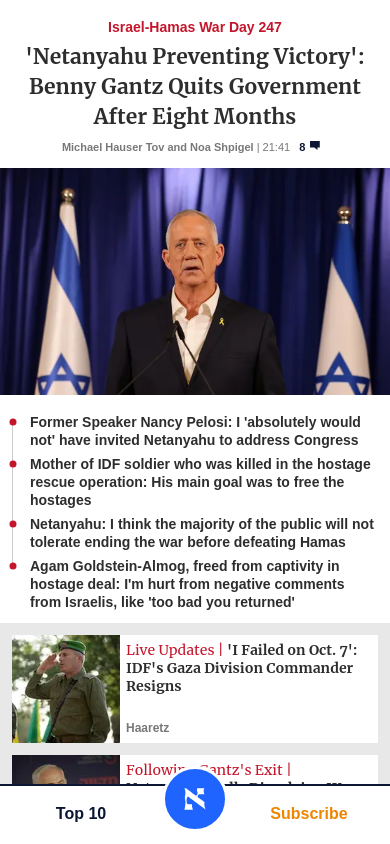 Israel-Hamas War Day 247
'Netanyahu Preventing Victory':
Benny Gantz Quits Government
After Eight Months
Michael Hauser Tov and Noa Shpigel | 21:41 8
Former Speaker Nancy Pelosi: I 'absolutely would
not' have invited Netanyahu to address Congress
Mother of IDF soldier who was killed in the hostage
rescue operation: His main goal was to free the
hostages
Netanyahu: I think the majority of the public will not
tolerate ending the war before defeating Hamas
Agam Goldstein-Almog, freed from captivity in
hostage deal: I'm hurt from negative comments
from Israelis, like 'too bad you returned'
Live Updates | 'I Failed on Oct. 7':
IDF's Gaza Division Commander
Resigns
Haaretz
Gantz's Exit |
Top 10
Subscribe